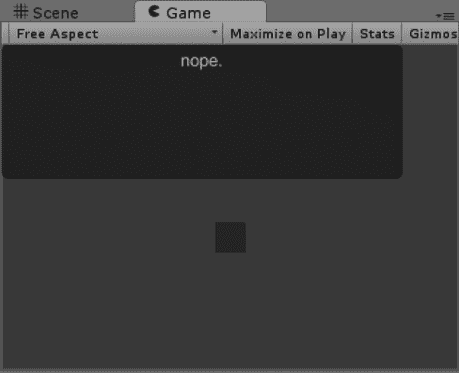 Scene
Game
Free Aspect
Maximize on Play
Stats
Gizmos
nope.